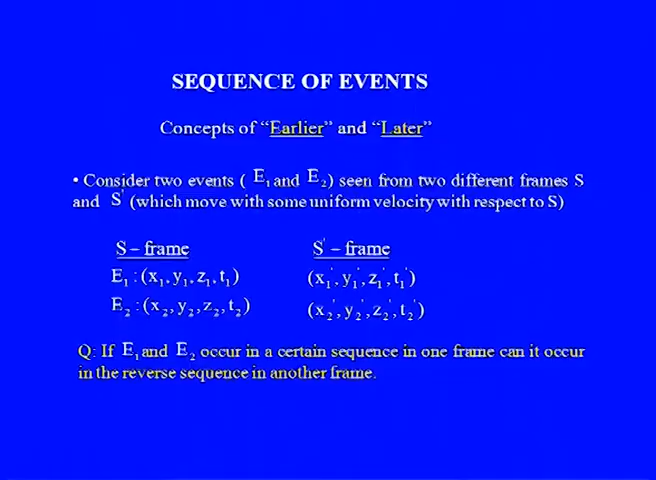 SEQUENCE OF EVENTS
Concepts of “Earlier” and “Later”
• Consider two events ( E₁ and E₂) seen from two different frames S
and S' (which move with some uniform velocity with respect to S)
S – frame S' – frame
E₁ : (x₁, y₁, z₁, t₁) (x₁', y₁', z₁', t₁')
E₂ : (x₂, y₂, z₂, t₂) (x₂', y₂', z₂', t₂')
Q: If E₁ and E₂ occur in a certain sequence in one frame can it occur
in the reverse sequence in another frame.